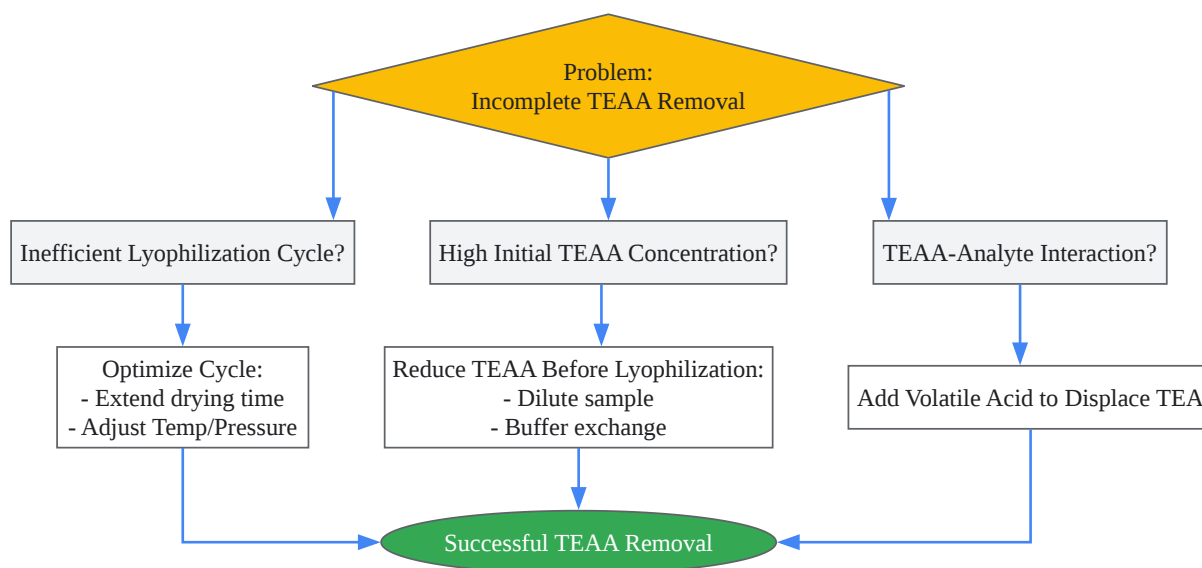 Problem:
Incomplete TEAA Removal
Inefficient Lyophilization Cycle?
High Initial TEAA Concentration?
TEAA-Analyte Interaction?
Optimize Cycle:
- Extend drying time
- Adjust Temp/Pressure
Reduce TEAA Before Lyophilization:
- Dilute sample
- Buffer exchange
Add Volatile Acid to Displace TEA
Successful TEAA Removal